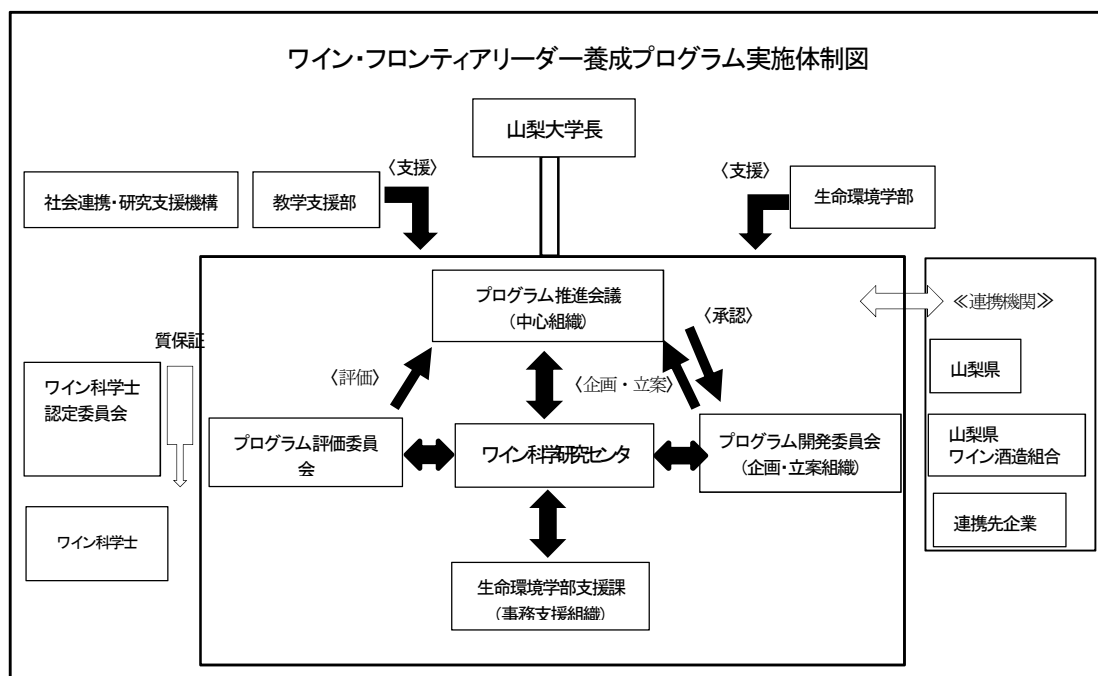 ワイン・フロンティアリーダー養成プログラム実施体制図
山梨大学長
〈支援〉
〈支援〉
社会連携・研究支援機構
教学支援部
生命環境学部
プログラム推進会議
(中心組織)
≪連携機関≫
〈承認〉
質保証
〈評価〉
〈企画・立案〉
山梨県
ワイン科学士
認定委員会
プログラム評価委員
会
ワイン科学研究センタ
プログラム開発委員会
(企画・立案組織)
山梨県
ワイン酒造組合
連携先企業
ワイン科学士
生命環境学部支援課
(事務支援組織)